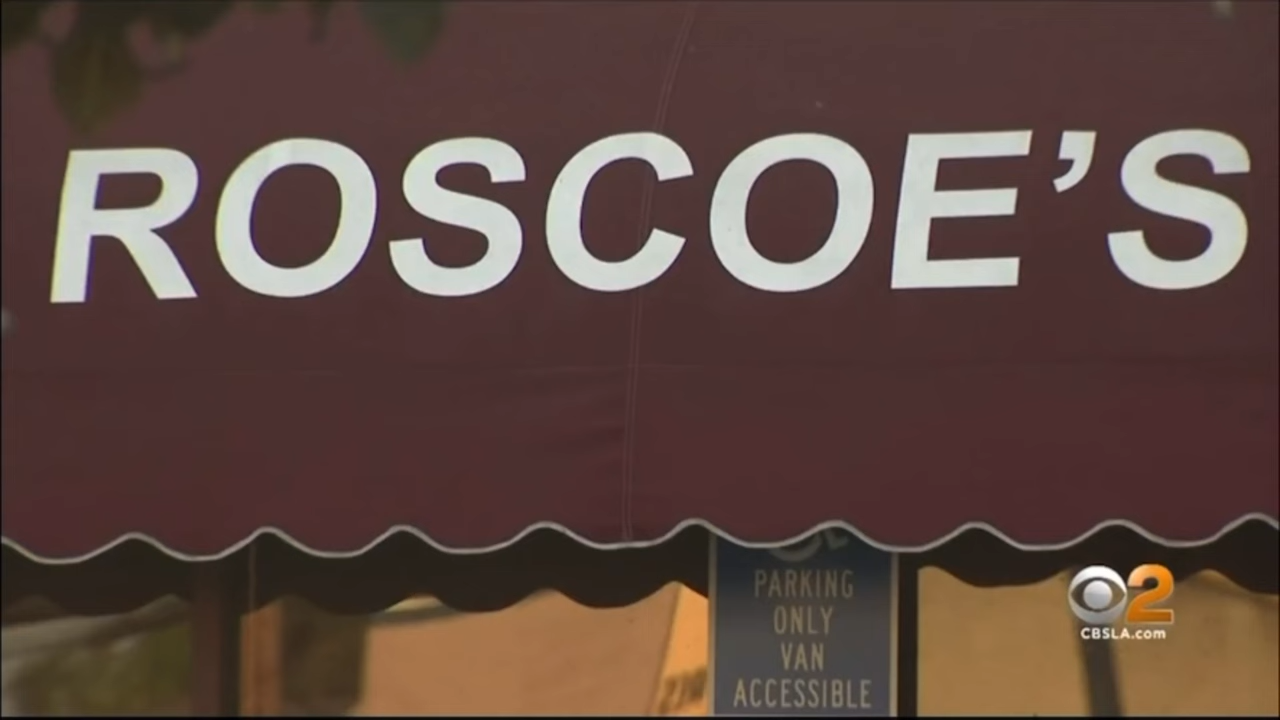 ROSCOE'S
PARKING
ONLY
VAN
ACCESSIBLE
2
CBSLA.com